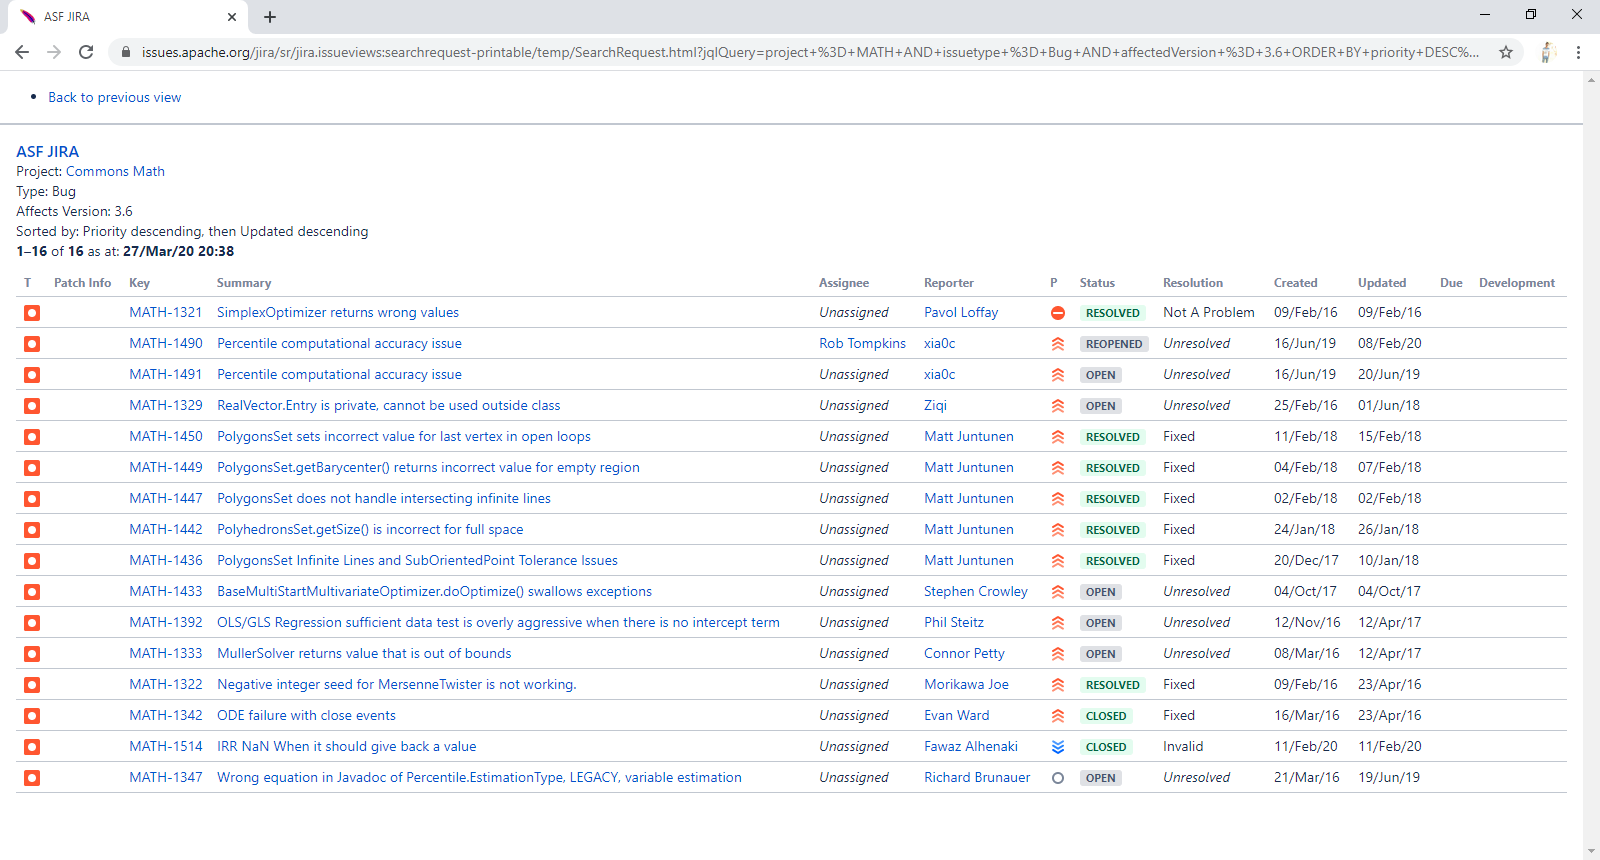 ASF JIRA
issues.apache.org/jira/sr/jira.issueviews:searchrequest-printable/temp/SearchRequest.html?jqlQuery=project+%3D+MATH+AND+issuetype+%3D+Bug+AND+affectedVersion+%3D+3.6+ORDER+BY+priority+DESC%...
Back to previous view
ASF JIRA
Project: Commons Math
Type: Bug
Affects Version: 3.6
Sorted by: Priority descending, then Updated descending
1–16 of 16 as at: 27/Mar/20 20:38
T Patch Info Key Summary Assignee Reporter P Status Resolution Created Updated Due Development
MATH-1321 SimplexOptimizer returns wrong values Unassigned Pavol Loffay RESOLVED Not A Problem 09/Feb/16 09/Feb/16
MATH-1490 Percentile computational accuracy issue Rob Tompkins xia0c REOPENED Unresolved 16/Jun/19 08/Feb/20
MATH-1491 Percentile computational accuracy issue Unassigned xia0c OPEN Unresolved 16/Jun/19 20/Jun/19
MATH-1329 RealVector.Entry is private, cannot be used outside class Unassigned Ziqi OPEN Unresolved 25/Feb/16 01/Jun/18
MATH-1450 PolygonsSet sets incorrect value for last vertex in open loops Unassigned Matt Juntunen RESOLVED Fixed 11/Feb/18 15/Feb/18
MATH-1449 PolygonsSet.getBarycenter() returns incorrect value for empty region Unassigned Matt Juntunen RESOLVED Fixed 04/Feb/18 07/Feb/18
MATH-1447 PolygonsSet does not handle intersecting infinite lines Unassigned Matt Juntunen RESOLVED Fixed 02/Feb/18 02/Feb/18
MATH-1442 PolyhedronsSet.getSize() is incorrect for full space Unassigned Matt Juntunen RESOLVED Fixed 24/Jan/18 26/Jan/18
MATH-1436 PolygonsSet Infinite Lines and SubOrientedPoint Tolerance Issues Unassigned Matt Juntunen RESOLVED Fixed 20/Dec/17 10/Jan/18
MATH-1433 BaseMultiStartMultivariateOptimizer.doOptimize() swallows exceptions Unassigned Stephen Crowley OPEN Unresolved 04/Oct/17 04/Oct/17
MATH-1392 OLS/GLS Regression sufficient data test is overly aggressive when there is no intercept term Unassigned Phil Steitz OPEN Unresolved 12/Nov/16 12/Apr/17
MATH-1333 MullerSolver returns value that is out of bounds Unassigned Connor Petty OPEN Unresolved 08/Mar/16 12/Apr/17
MATH-1322 Negative integer seed for MersenneTwister is not working. Unassigned Morikawa Joe RESOLVED Fixed 09/Feb/16 23/Apr/16
MATH-1342 ODE failure with close events Unassigned Evan Ward CLOSED Fixed 16/Mar/16 23/Apr/16
MATH-1514 IRR NaN When it should give back a value Unassigned Fawaz Alhenaki CLOSED Invalid 11/Feb/20 11/Feb/20
MATH-1347 Wrong equation in Javadoc of Percentile.EstimationType, LEGACY, variable estimation Unassigned Richard Brunauer OPEN Unresolved 21/Mar/16 19/Jun/19